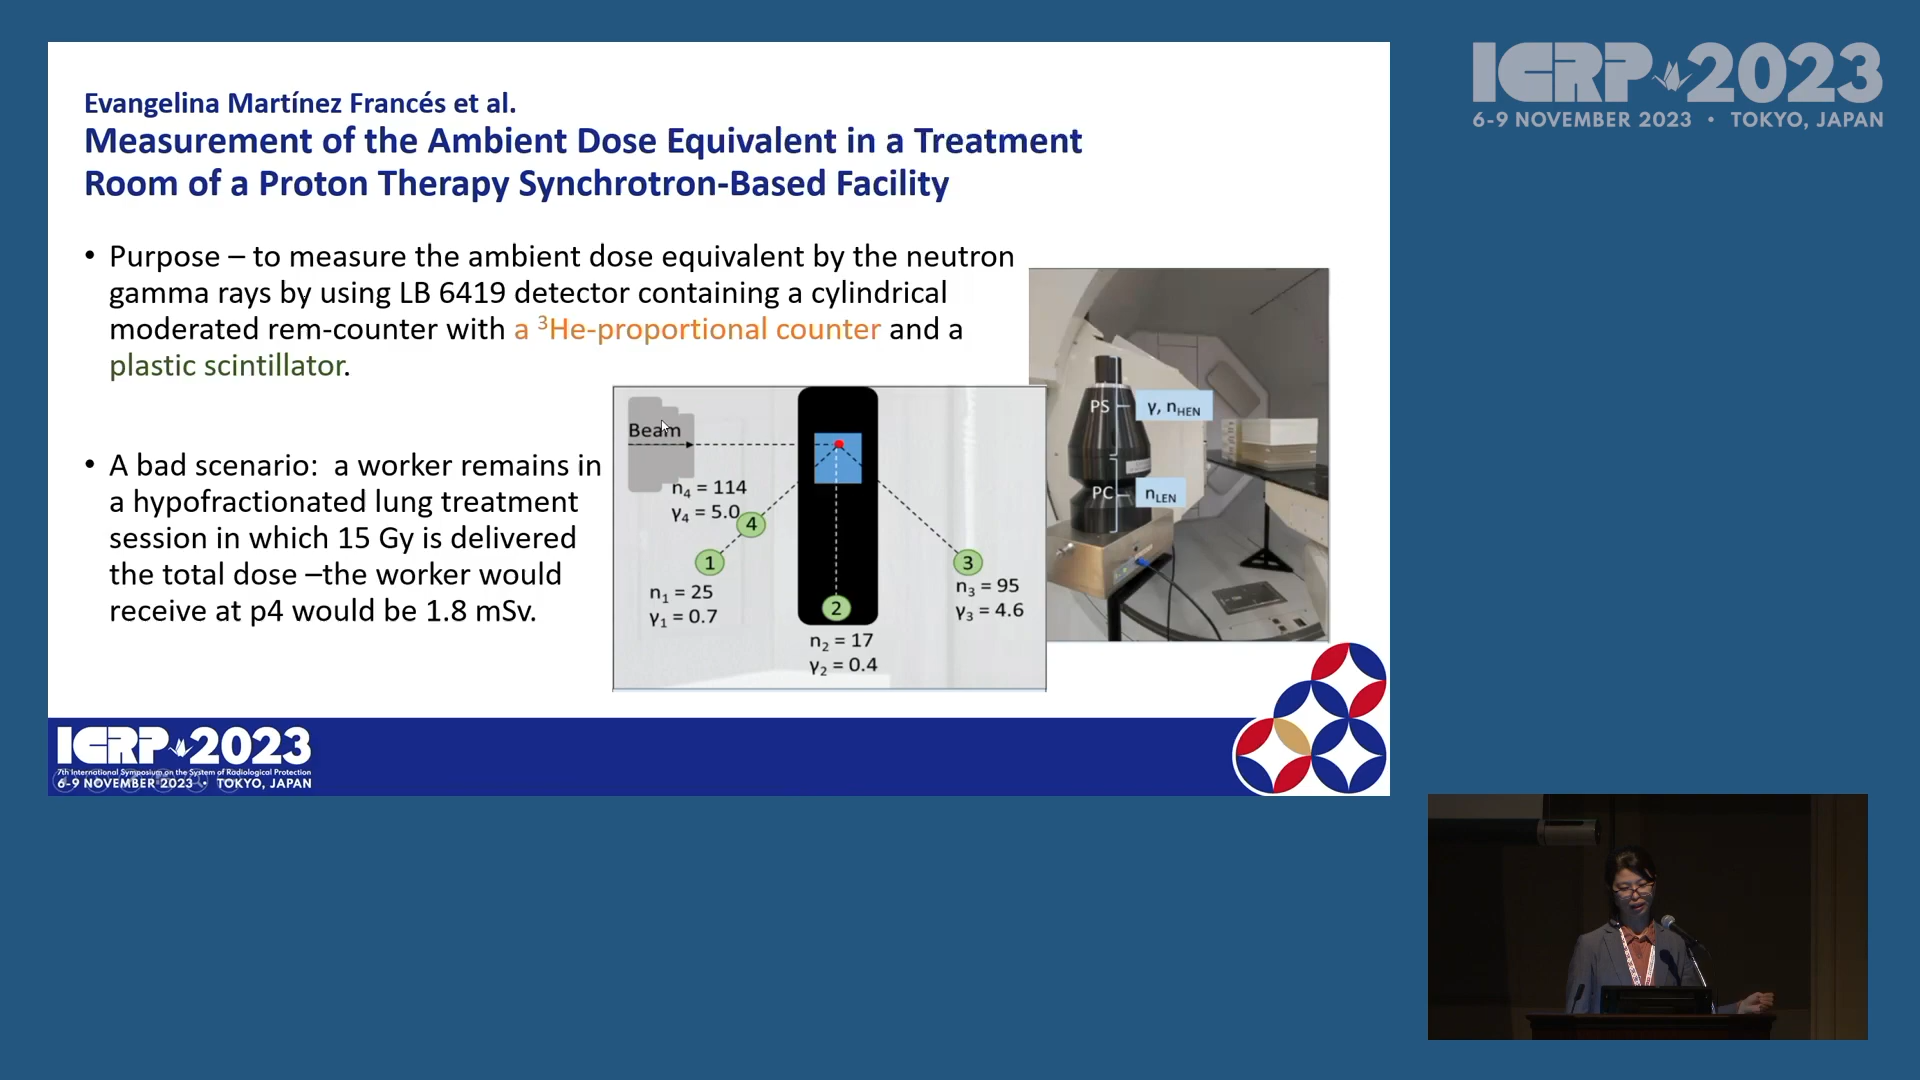 Evangelina Martínez Francés et al.
Measurement of the Ambient Dose Equivalent in a Treatment
Room of a Proton Therapy Synchrotron-Based Facility
• Purpose – to measure the ambient dose equivalent by the neutron
gamma rays by using LB 6419 detector containing a cylindrical
moderated rem-counter with a ³He-proportional counter and a
plastic scintillator.
• A bad scenario:  a worker remains in
a hypofractionated lung treatment
session in which 15 Gy is delivered
the total dose –the worker would
receive at p4 would be 1.8 mSv.
Beam
n₄ = 114
γ₄ = 5.0
4
1
n₁ = 25
γ₁ = 0.7
2
n₂ = 17
γ₂ = 0.4
3
n₃ = 95
γ₃ = 4.6
PS
γ, nHEN
PC
nLEN
ICRP 2023
7th International Symposium on the System of Radiological Protection
6-9 NOVEMBER 2023 • TOKYO, JAPAN
ICRP 2023
6-9 NOVEMBER 2023 • TOKYO, JAPAN